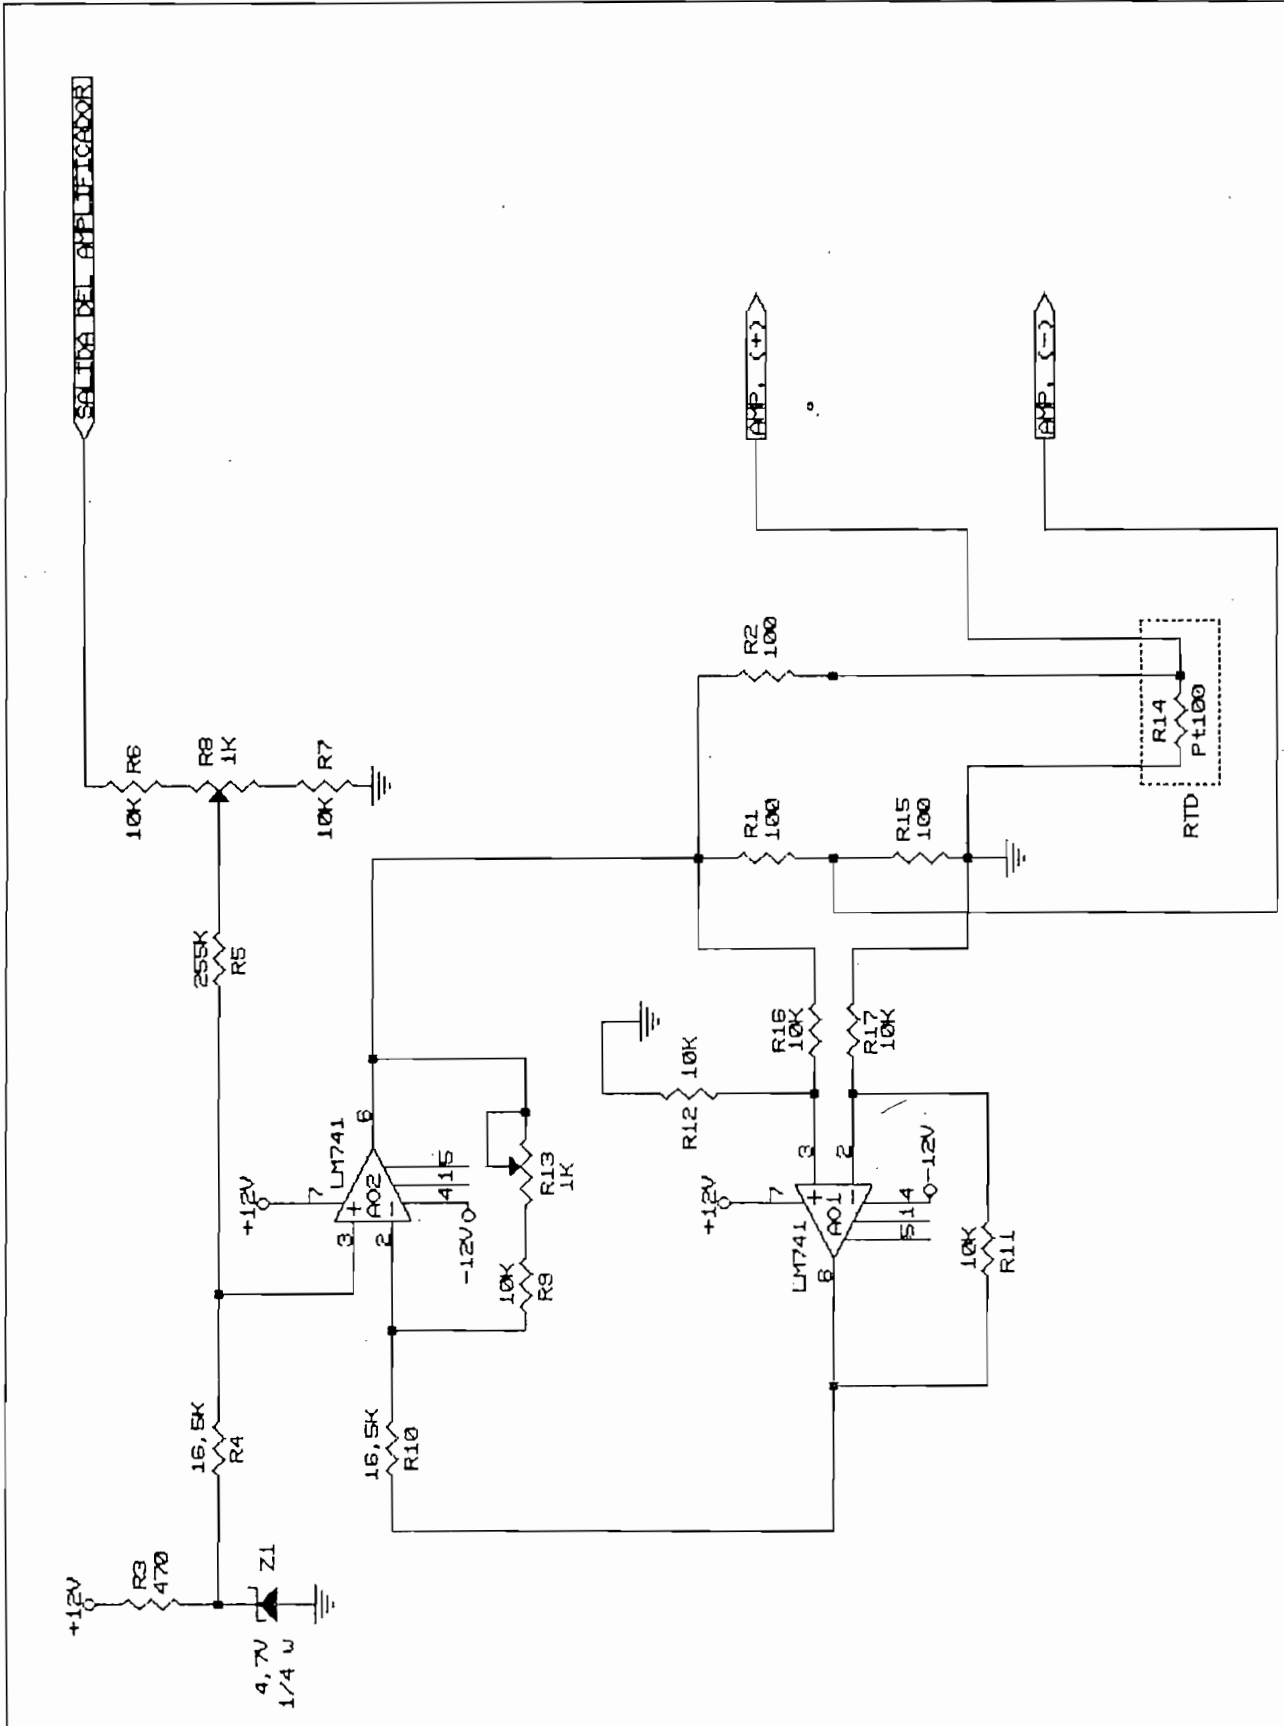 +12V
R3
470
4,7V
1/4 W
Z1
16,5K
R4
255K
R5
10K
R6
R8
1K
10K
R7
SALIDA DEL AMPLIFICADOR
16,5K
R10
+12V
7
LM741
3
+
AO2
2
-
6
4
1
5
-12V
R13
1K
10K
R9
+12V
7
LM741
3
+
AO1
2
-
6
5
1
4
-12V
10K
R11
R12
10K
R16
10K
R17
10K
R1
100
R15
100
R2
100
R14
Pt100
RTD
AMP. (+)
AMP. (-)